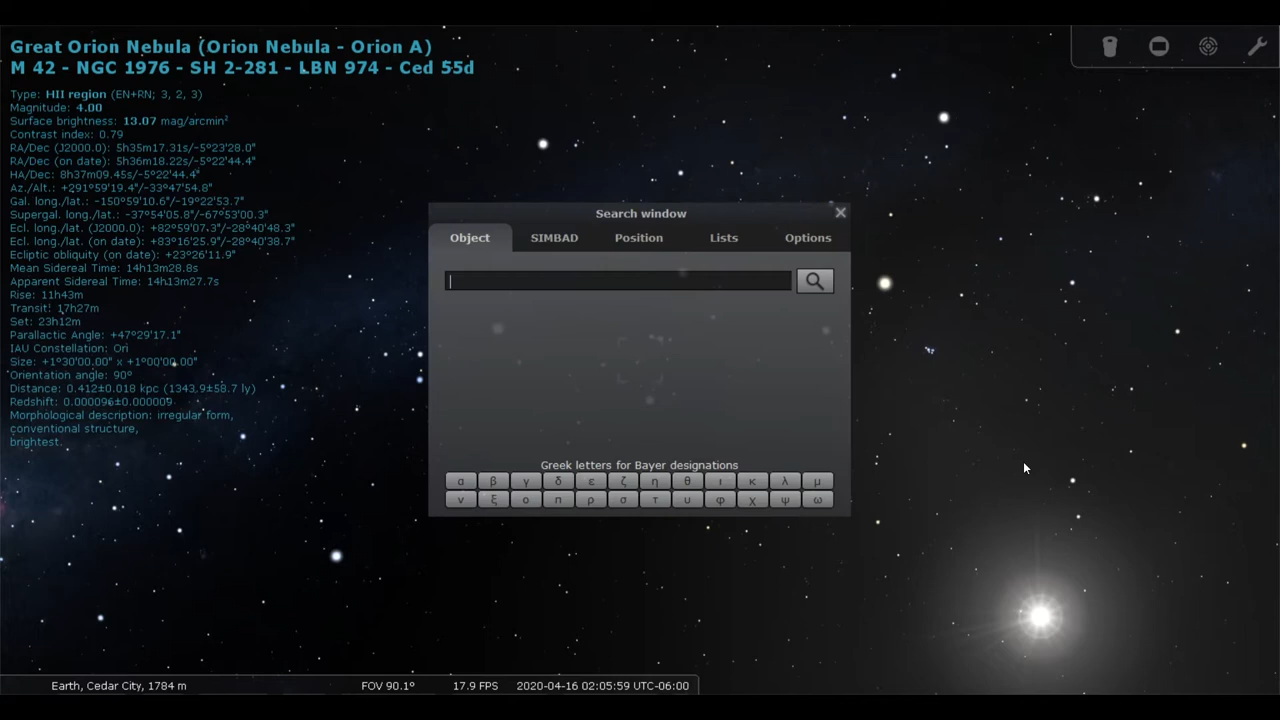 Great Orion Nebula (Orion Nebula - Orion A)
M 42 - NGC 1976 - SH 2-281 - LBN 974 - Ced 55d
Type: HII region (EN+RN; 3, 2, 3)
Magnitude: 4.00
Surface brightness: 13.07 mag/arcmin²
Contrast index: 0.79
RA/Dec (J2000.0): 5h35m17.31s/-5°23'28.0"
RA/Dec (on date): 5h36m18.22s/-5°22'44.4"
HA/Dec: 8h37m09.45s/-5°22'44.4"
Az./Alt.: +291°59'19.4"/-33°47'54.8"
Gal. long./lat.: -150°59'10.6"/-19°22'53.7"
Supergal. long./lat.: -37°54'05.8"/-67°53'00.3"
Ecl. long./lat. (J2000.0): +82°59'07.3"/-28°40'48.3"
Ecl. long./lat. (on date): +83°16'25.9"/-28°40'38.7"
Ecliptic obliquity (on date): +23°26'11.9"
Mean Sidereal Time: 14h13m28.8s
Apparent Sidereal Time: 14h13m27.7s
Rise: 11h43m
Transit: 17h27m
Set: 23h12m
Parallactic Angle: +47°29'17.1"
IAU Constellation: Ori
Size: +1°30'00.00" x +1°00'00.00"
Orientation angle: 90°
Distance: 0.412±0.018 kpc (1343.9±58.7 ly)
Redshift: 0.000096±0.000009
Morphological description: irregular form,
conventional structure,
brightest.
Search window
Object SIMBAD Position Lists Options
Greek letters for Bayer designations
α β γ δ ε ζ η θ ι κ λ μ
ν ξ ο π ρ σ τ υ φ χ ψ ω
Earth, Cedar City, 1784 m FOV 90.1° 17.9 FPS 2020-04-16 02:05:59 UTC-06:00